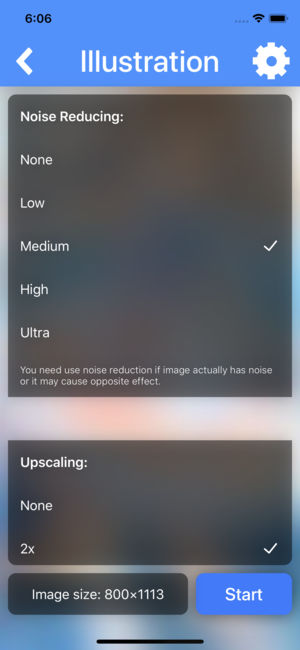 6:06
Illustration
Noise Reducing:
None
Low
Medium
High
Ultra
You need use noise reduction if image actually has noise
or it may cause opposite effect.
Upscaling:
None
2x
Image size: 800×1113
Start